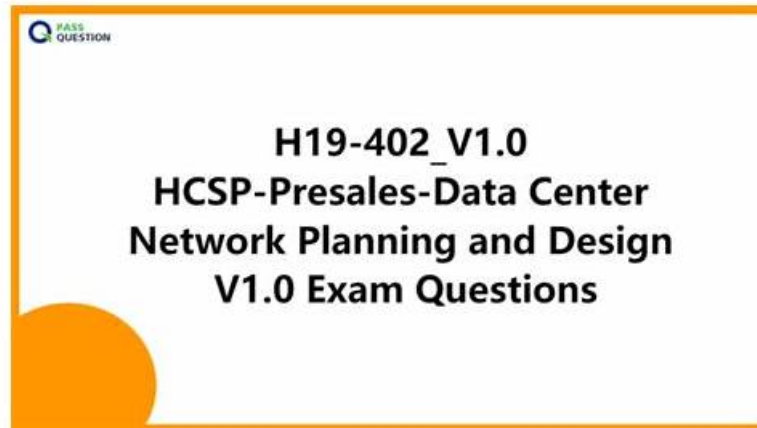 PASS
QUESTION
H19-402_V1.0
HCSP-Presales-Data Center
Network Planning and Design
V1.0 Exam Questions